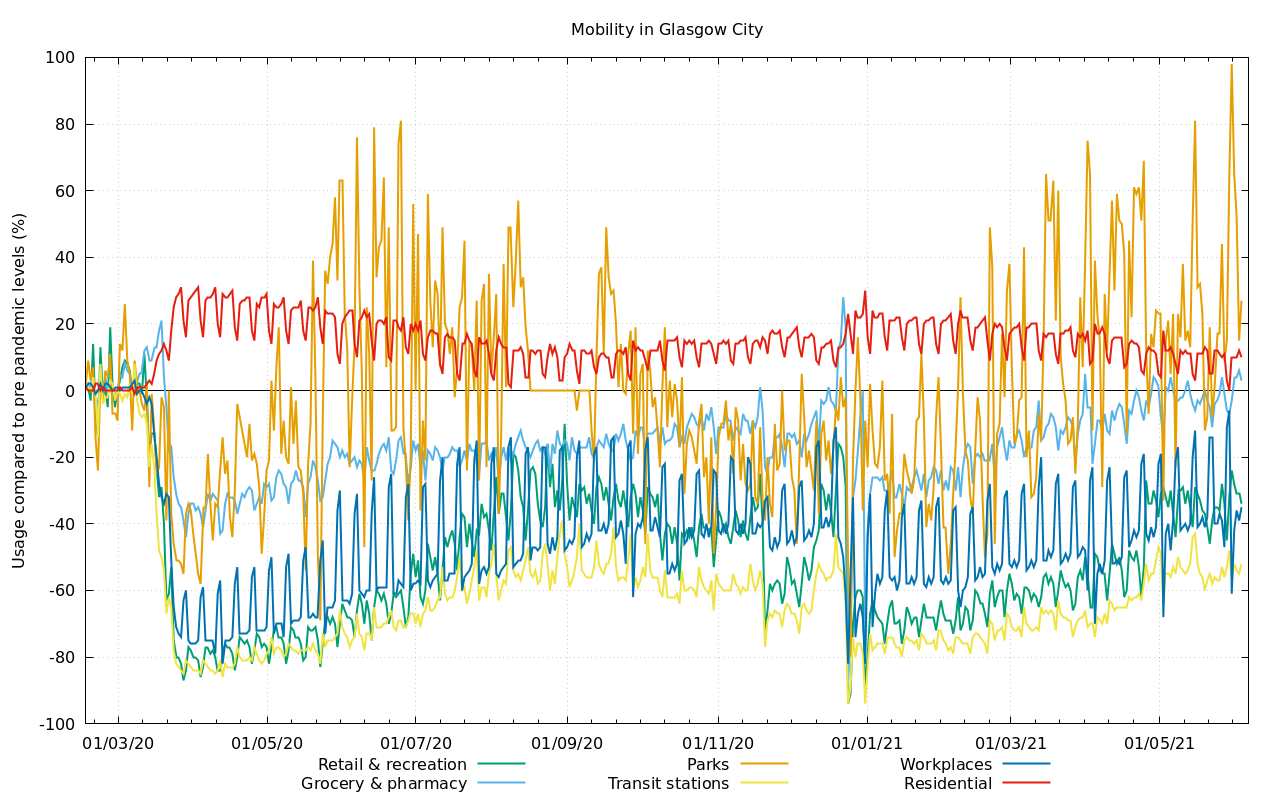 Mobility in Glasgow City
Usage compared to pre pandemic levels (%)
100
80
60
40
20
0
-20
-40
-60
-80
-100
01/03/20 01/05/20 01/07/20 01/09/20 01/11/20 01/01/21 01/03/21 01/05/21
Retail & recreation Parks Workplaces
Grocery & pharmacy Transit stations Residential